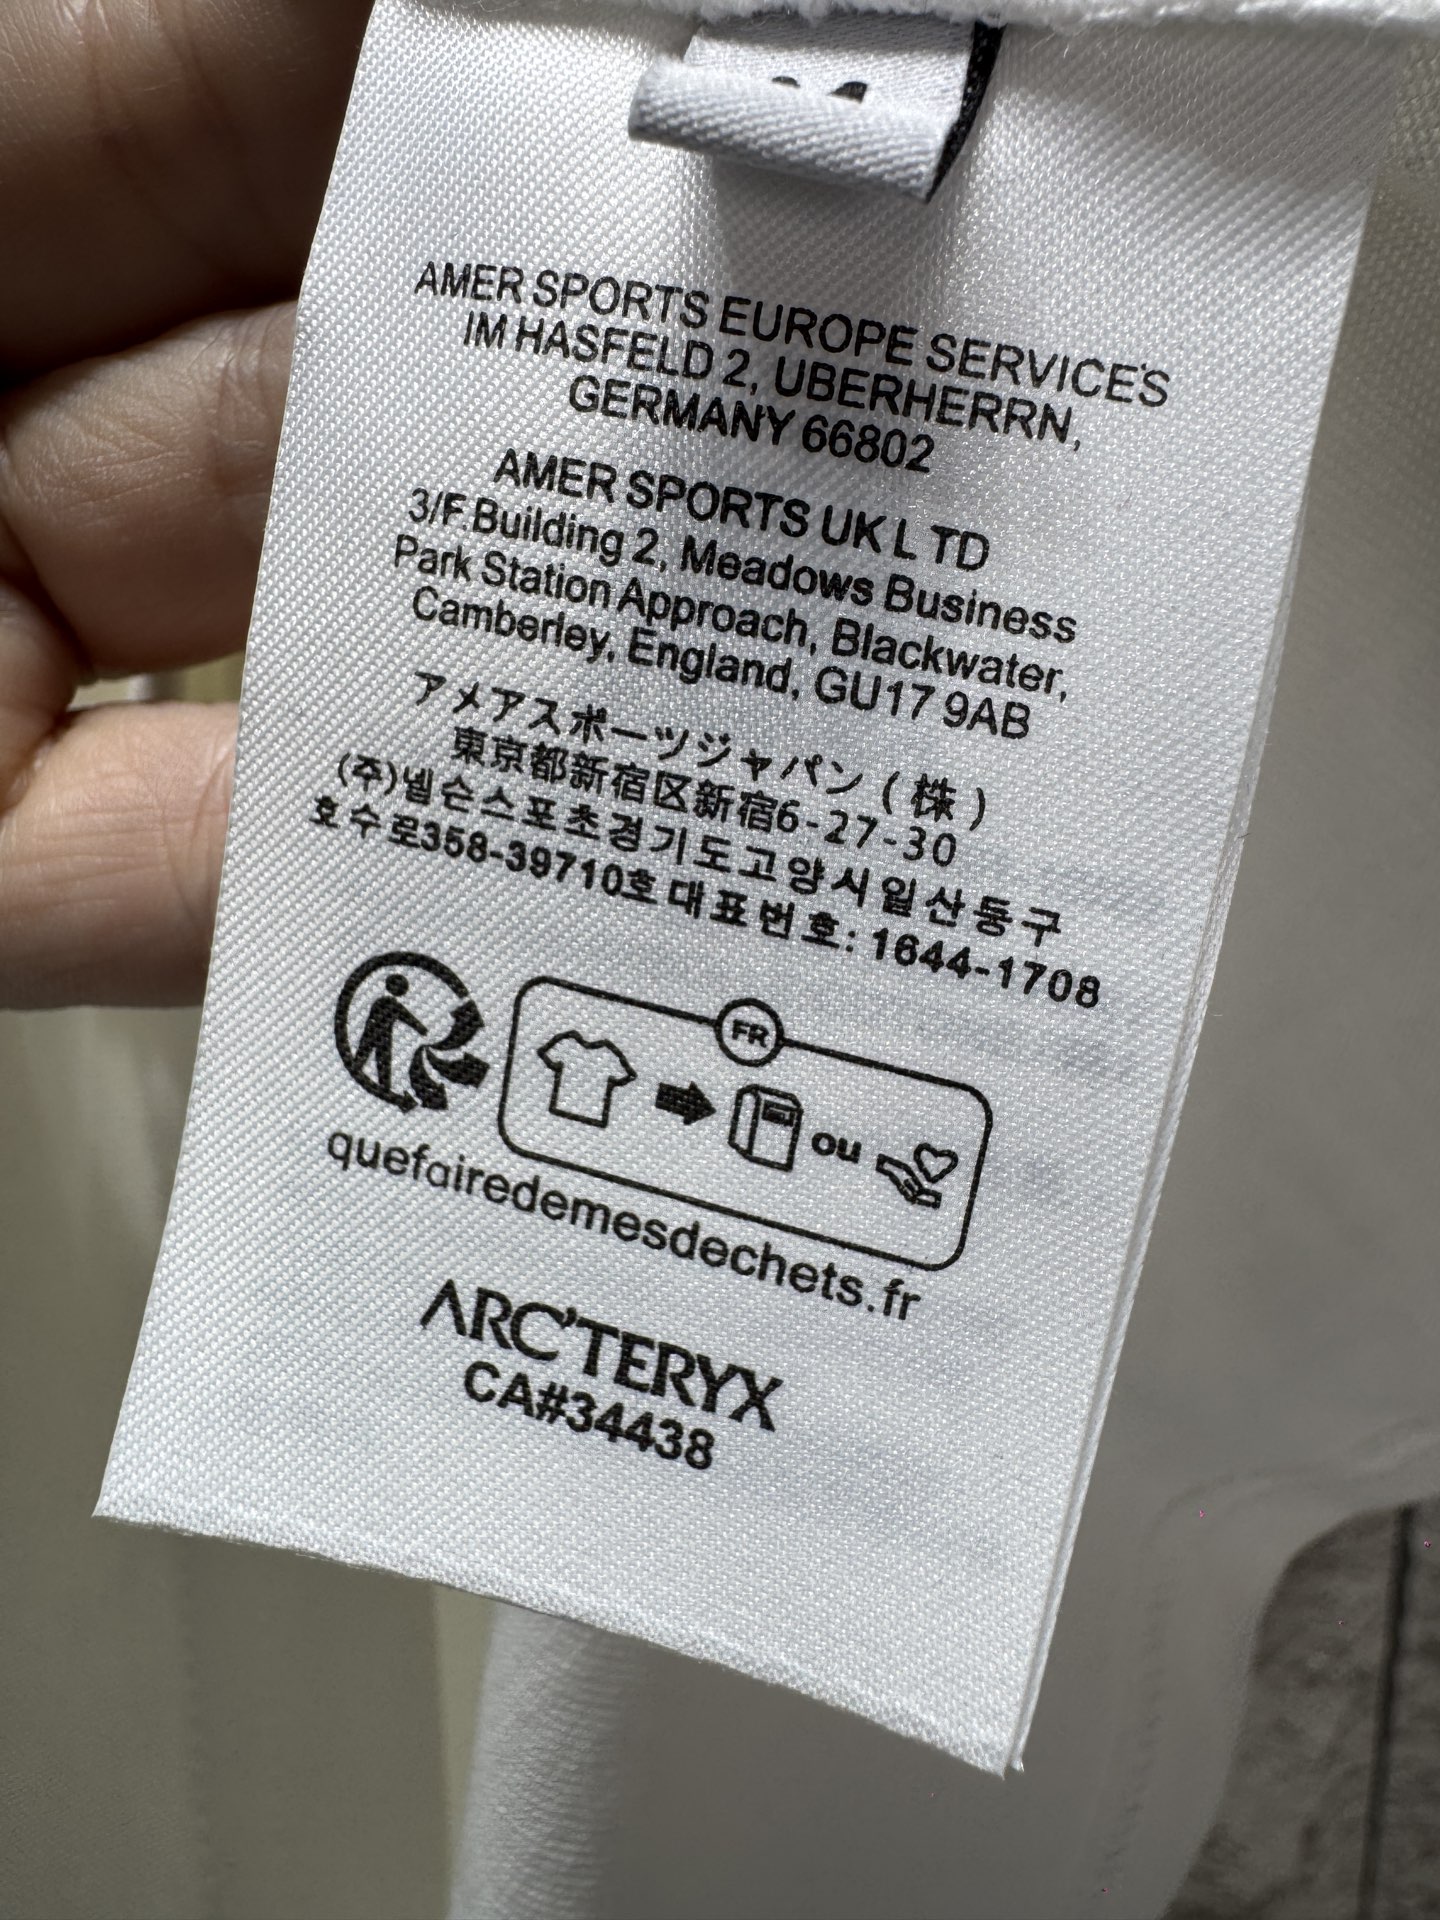 AMER SPORTS EUROPE SERVICES
IM HASFELD 2, UBERHERRN,
GERMANY 66802
AMER SPORTS UK L TD
3/F.Building 2, Meadows Business
Park Station Approach, Blackwater,
Camberley, England, GU17 9AB
アメアスポーツジャパン(株)
東京都新宿区新宿6-27-30
(주)넬슨스포츠경기도고양시일산동구
호수로358-39710호대표번호: 1644-1708
FR
ou
quefairedemesdechets.fr
ARC'TERYX
CA#34438